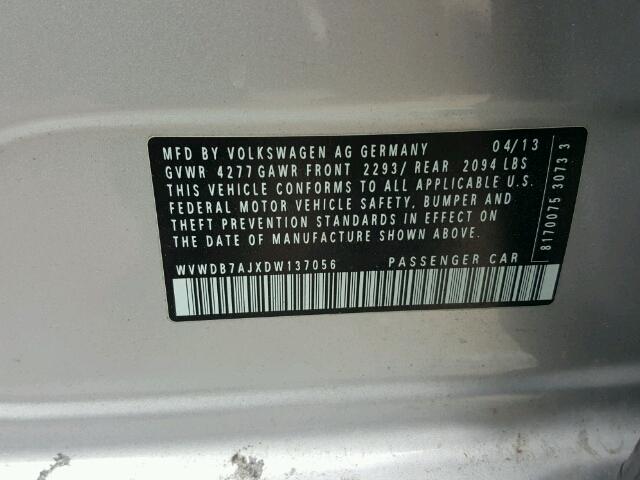 MFD BY VOLKSWAGEN AG GERMANY 04/13
GVWR 4277 GAWR FRONT 2293/ REAR 2094 LBS
THIS VEHICLE CONFORMS TO ALL APPLICABLE U.S.
FEDERAL MOTOR VEHICLE SAFETY, BUMPER AND
THEFT PREVENTION STANDARDS IN EFFECT ON THE
DATE OF MANUFACTURE SHOWN ABOVE.
WVWDB7AJXDW137056 PASSENGER CAR
8170075 3073 3